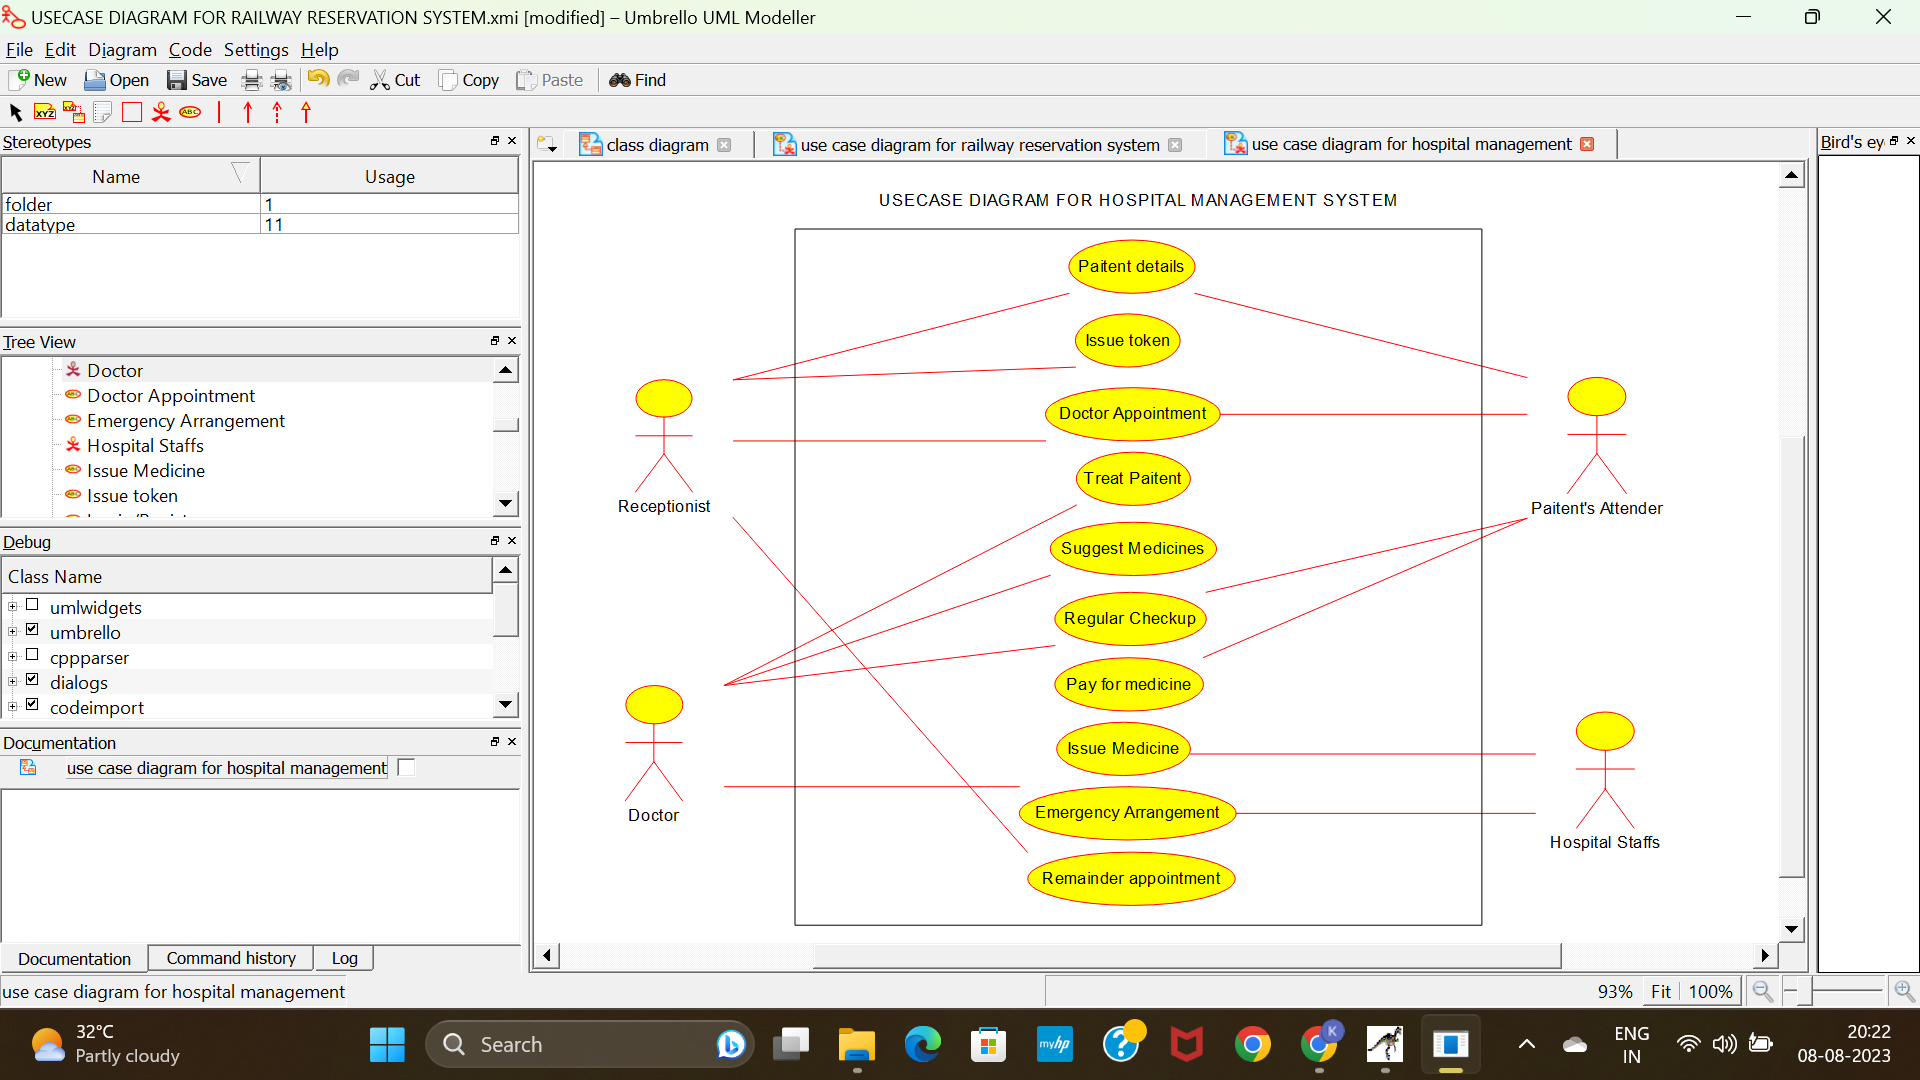 USECASE DIAGRAM FOR RAILWAY RESERVATION SYSTEM.xmi [modified] – Umbrello UML Modeller
File Edit Diagram Code Settings Help
New Open Save Cut Copy Paste Find
XYZ XYZ ABC
Stereotypes
Name Usage
folder 1
datatype 11
Tree View
Doctor
Doctor Appointment
Emergency Arrangement
Hospital Staffs
Issue Medicine
Issue token
Debug
Class Name
umlwidgets
umbrello
cppparser
dialogs
codeimport
Documentation
use case diagram for hospital management
Documentation Command history Log
class diagram
use case diagram for railway reservation system
use case diagram for hospital management
Bird's ey
USECASE DIAGRAM FOR HOSPITAL MANAGEMENT SYSTEM
Paitent details
Issue token
Doctor Appointment
Treat Paitent
Receptionist
Paitent's Attender
Suggest Medicines
Regular Checkup
Pay for medicine
Issue Medicine
Emergency Arrangement
Doctor
Hospital Staffs
Remainder appointment
use case diagram for hospital management
93% Fit 100%
32°C
Partly cloudy
Search
myhp
?
K
ENG
IN
20:22
08-08-2023